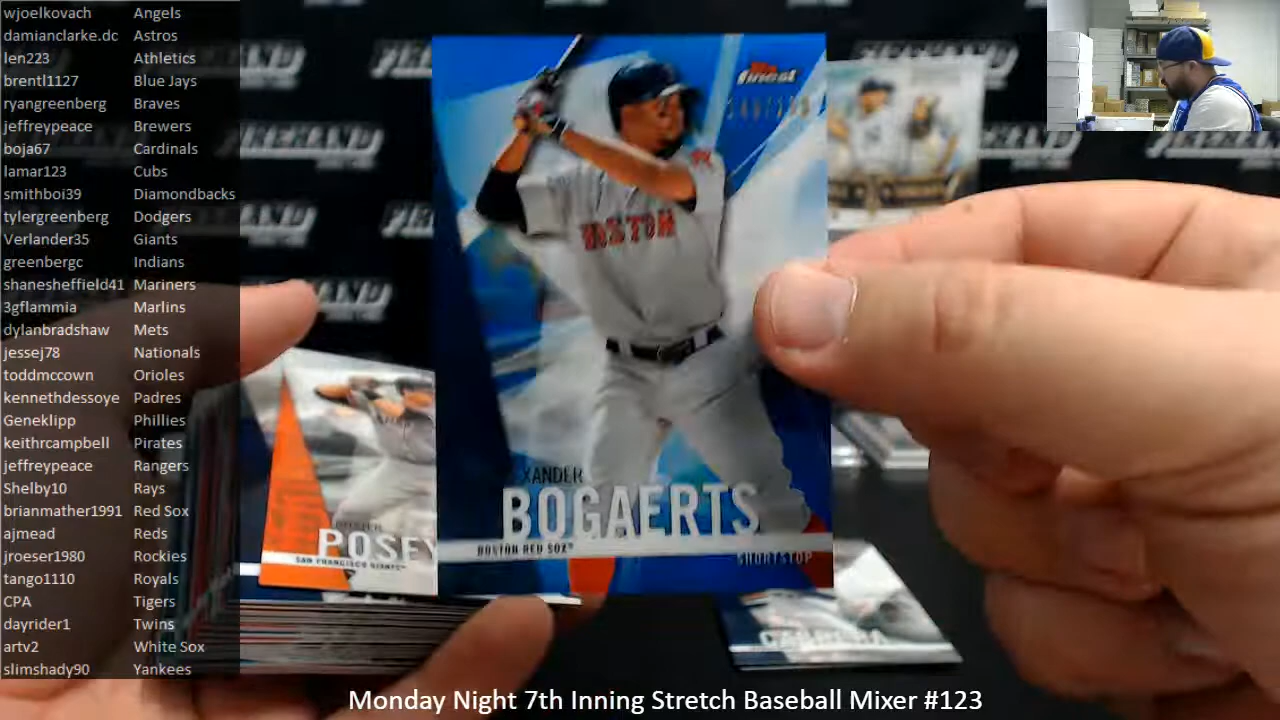 wjoelkovach Angels
damianclarke.dc Astros
len223 Athletics
brentl1127 Blue Jays
ryangreenberg Braves
jeffreypeace Brewers
boja67 Cardinals
lamar123 Cubs
smithboi39 Diamondbacks
tylergreenberg Dodgers
Verlander35 Giants
greenbergc Indians
shanesheffield41 Mariners
3gflammia Marlins
dylanbradshaw Mets
jessej78 Nationals
toddmccown Orioles
kennethdessoye Padres
Geneklipp Phillies
keithrcampbell Pirates
jeffreypeace Rangers
Shelby10 Rays
brianmather1991 Red Sox
ajmead Reds
jroeser1980 Rockies
tango1110 Royals
CPA Tigers
dayrider1 Twins
artv2 White Sox
slimshady90 Yankees
finest
BOSTON
XANDER
BOGAERTS
BOSTON RED SOX
SHORTSTOP
BUSTER
POSEY
SAN FRANCISCO GIANTS
CABRERA
FIREHAND
Monday Night 7th Inning Stretch Baseball Mixer #123